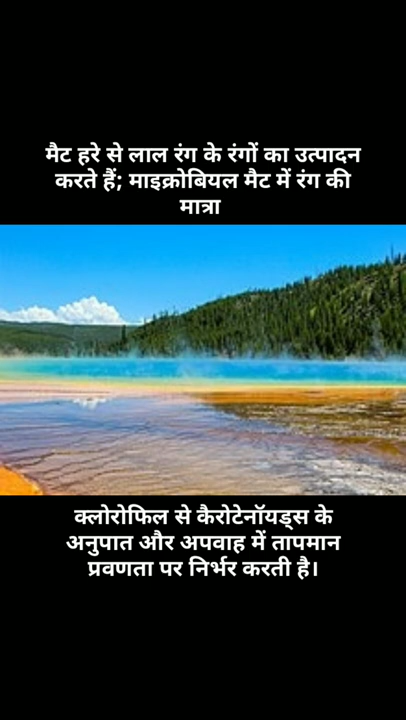 मैट हरे से लाल रंग के रंगों का उत्पादन
करते हैं; माइक्रोबियल मैट में रंग की
मात्रा
क्लोरोफिल से कैरोटेनॉयड्स के
अनुपात और अपवाह में तापमान
प्रवणता पर निर्भर करती है।